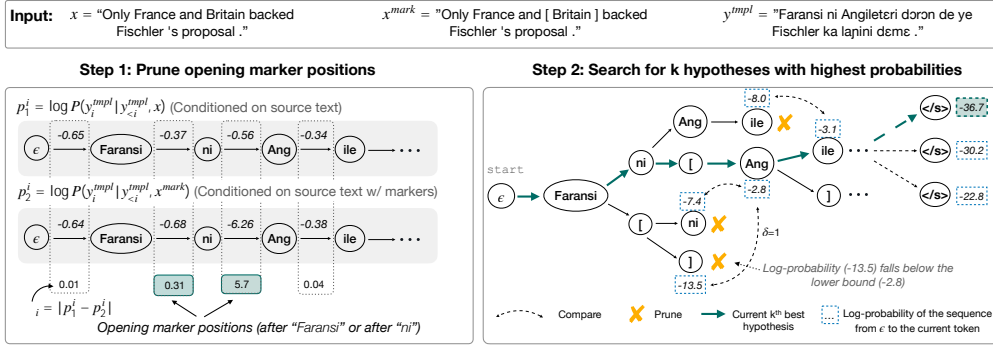 Input: x = “Only France and Britain backed Fischler 's proposal .”
x^mark = "Only France and [ Britain ] backed Fischler 's proposal ."
y^tmpl = "Faransi ni Angiletɛri dɔrɔn de ye Fischler ka laɲini dɛmɛ ."
Step 1: Prune opening marker positions
p_1^i = log P(y_i^tmpl | y_<i^tmpl, x) (Conditioned on source text)
-0.65 -0.37 -0.56 -0.34
ϵ Faransi ni Ang ile ···
p_2^i = log P(y_i^tmpl | y_<i^tmpl, x^mark) (Conditioned on source text w/ markers)
-0.64 -0.68 -6.26 -0.38
ϵ Faransi ni Ang ile ···
0.01 0.31 5.7 0.04
i = |p_1^i − p_2^i|
Opening marker positions (after “Faransi” or after “ni”)
Step 2: Search for k hypotheses with highest probabilities
-8.0
Ang ile
-3.1
</s> -36.7
start
ni [ Ang ile ··· </s> -30.2
ϵ Faransi
-7.4 -2.8
] ··· </s> -22.8
[ ni
δ=1
]
-13.5
Log-probability (-13.5) falls below the lower bound (-2.8)
Compare
Prune
Current k^th best hypothesis
... Log-probability of the sequence from ϵ to the current token